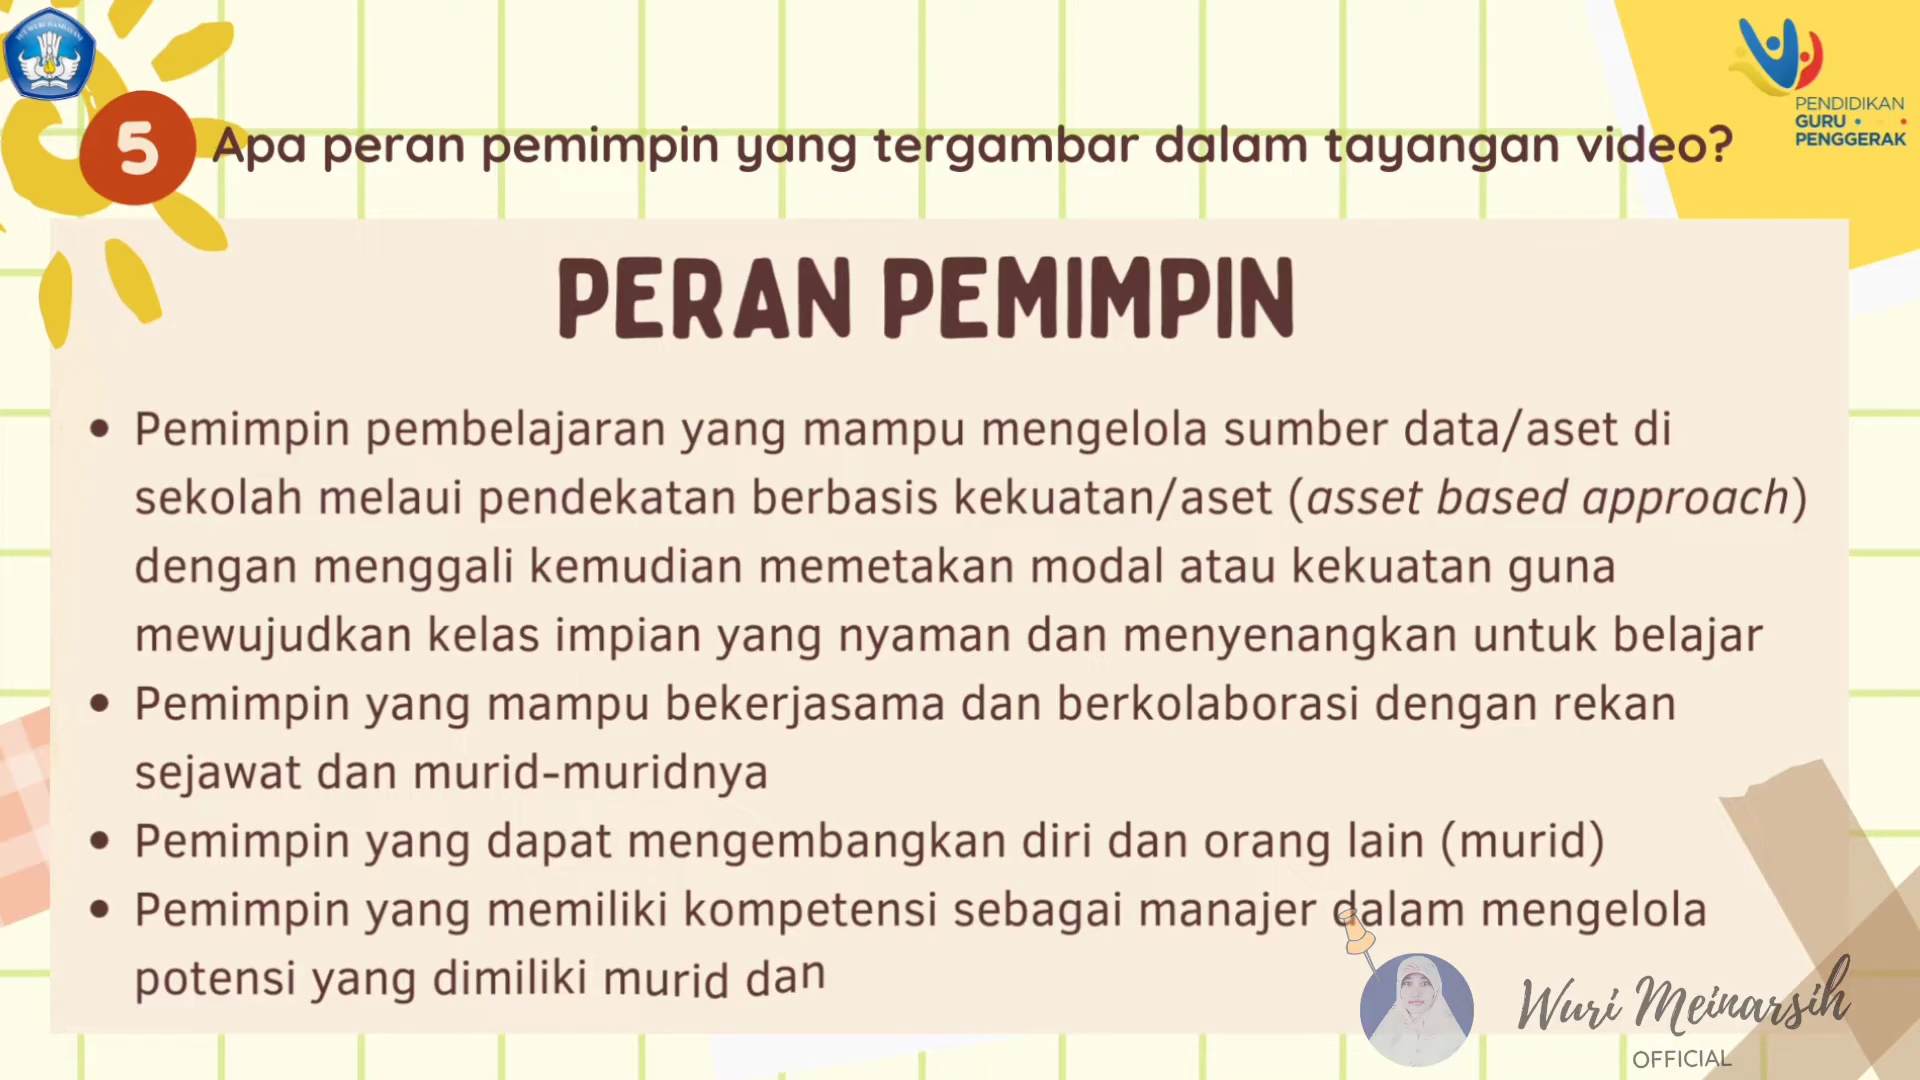 5 Apa peran pemimpin yang tergambar dalam tayangan video?
PENDIDIKAN
GURU
PENGGERAK
PERAN PEMIMPIN
• Pemimpin pembelajaran yang mampu mengelola sumber data/aset di
sekolah melaui pendekatan berbasis kekuatan/aset (asset based approach)
dengan menggali kemudian memetakan modal atau kekuatan guna
mewujudkan kelas impian yang nyaman dan menyenangkan untuk belajar
• Pemimpin yang mampu bekerjasama dan berkolaborasi dengan rekan
sejawat dan murid-muridnya
• Pemimpin yang dapat mengembangkan diri dan orang lain (murid)
• Pemimpin yang memiliki kompetensi sebagai manajer dalam mengelola
potensi yang dimiliki murid dan
Wuri Meinarsih
OFFICIAL